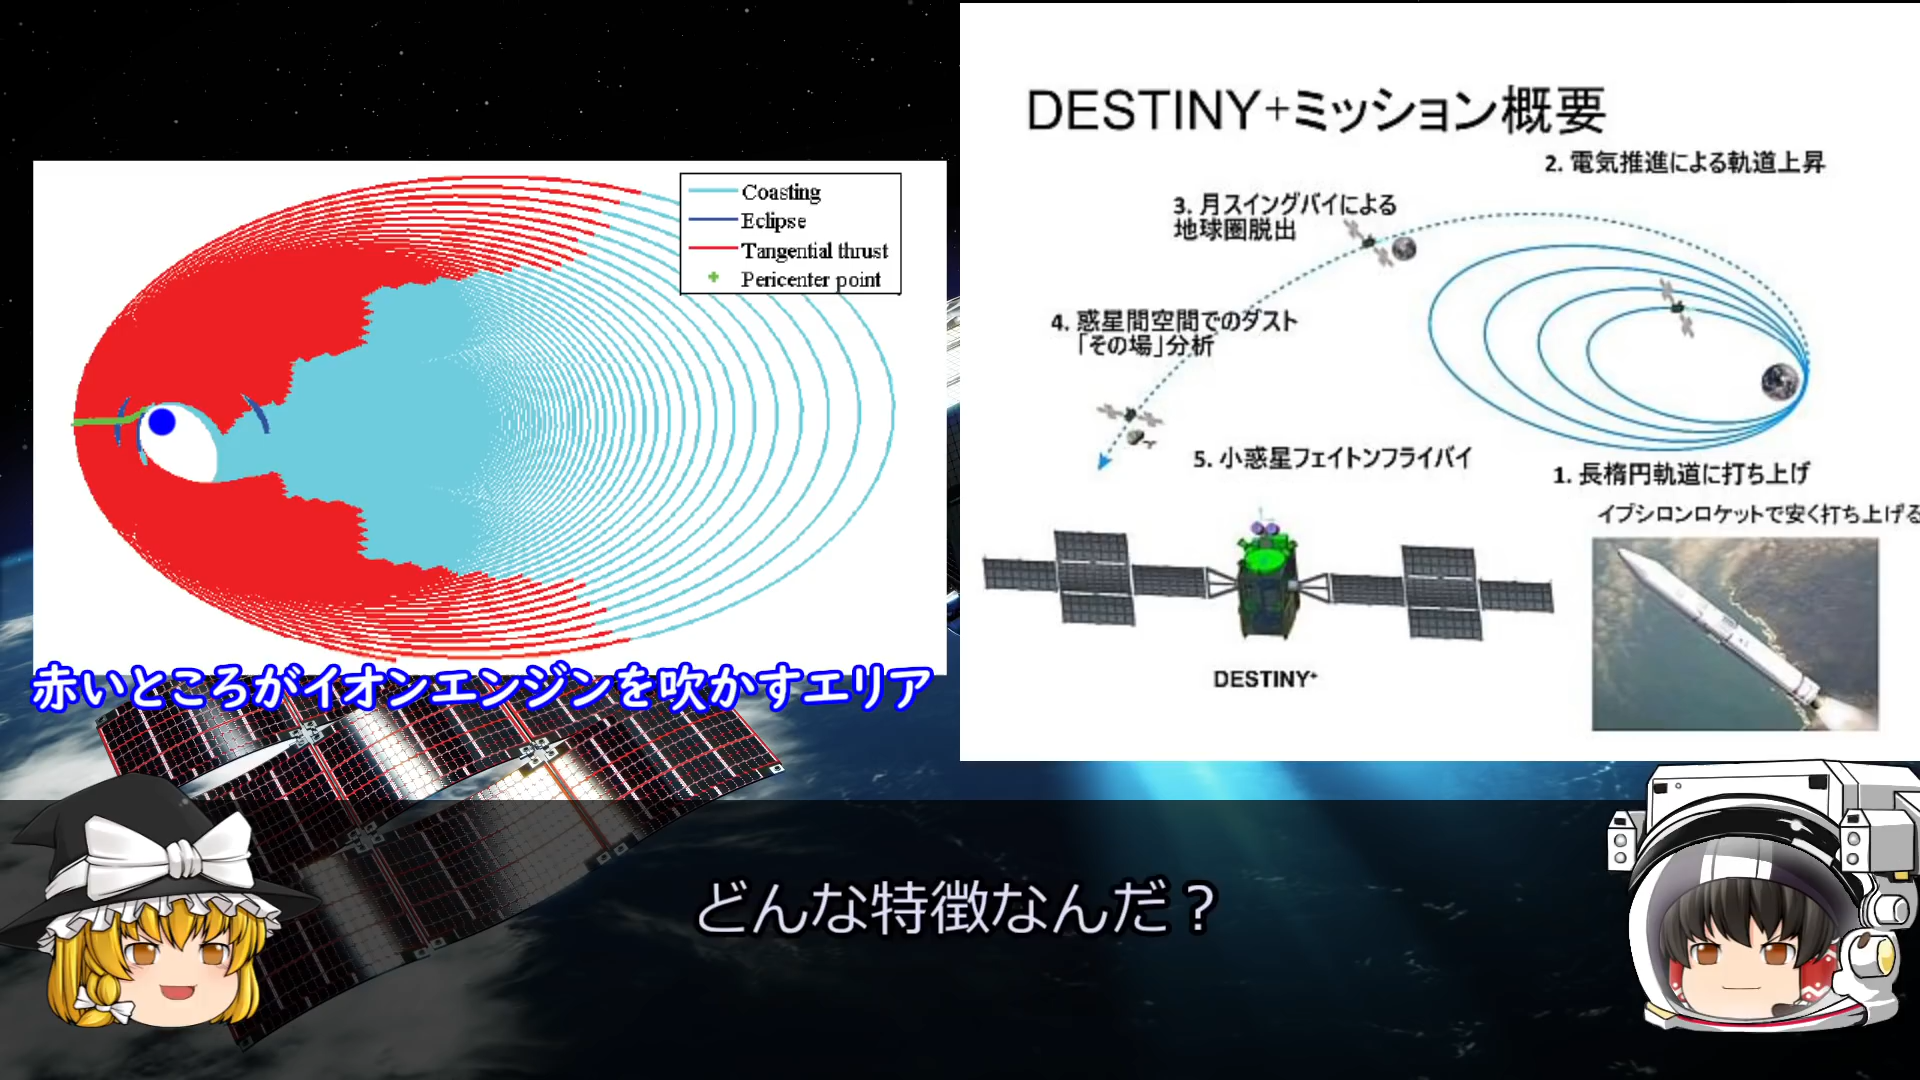 Coasting
Eclipse
Tangential thrust
Pericenter point
赤いところがイオンエンジンを吹かすエリア
DESTINY+ミッション概要
2. 電気推進による軌道上昇
3. 月スイングバイによる
地球圏脱出
4. 惑星間空間でのダスト
「その場」分析
5. 小惑星フェイトンフライバイ
1. 長楕円軌道に打ち上げ
イプシロンロケットで安く打ち上げる
DESTINY⁺
どんな特徴なんだ？